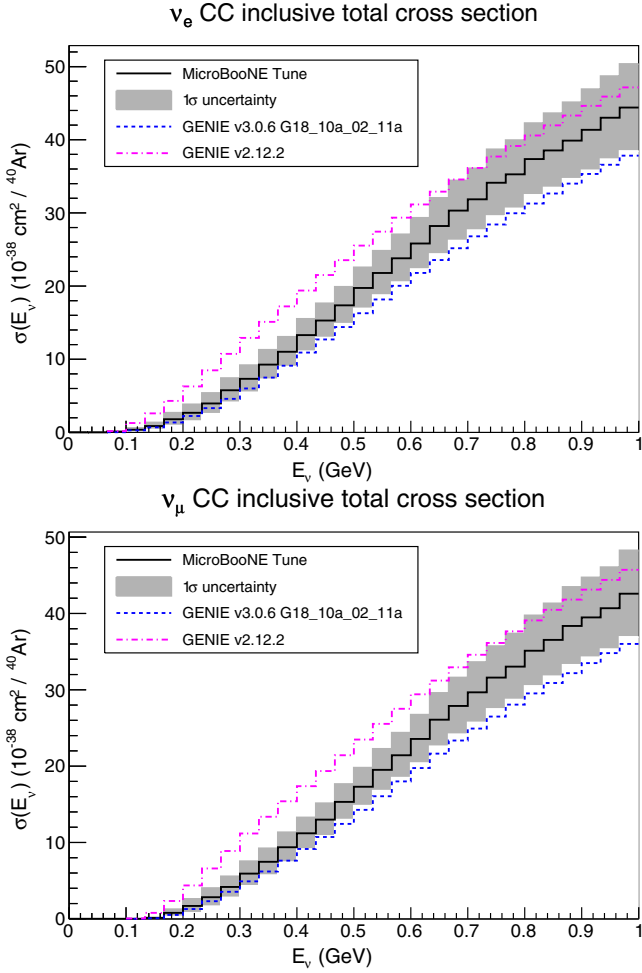 νe CC inclusive total cross section
σ(Eν) (10-38 cm2 / 40Ar)
50
40
30
20
10
0
MicroBooNE Tune
1σ uncertainty
GENIE v3.0.6 G18_10a_02_11a
GENIE v2.12.2
0 0.1 0.2 0.3 0.4 0.5 0.6 0.7 0.8 0.9 1
Eν (GeV)
νμ CC inclusive total cross section
σ(Eν) (10-38 cm2 / 40Ar)
50
40
30
20
10
0
MicroBooNE Tune
1σ uncertainty
GENIE v3.0.6 G18_10a_02_11a
GENIE v2.12.2
0 0.1 0.2 0.3 0.4 0.5 0.6 0.7 0.8 0.9 1
Eν (GeV)